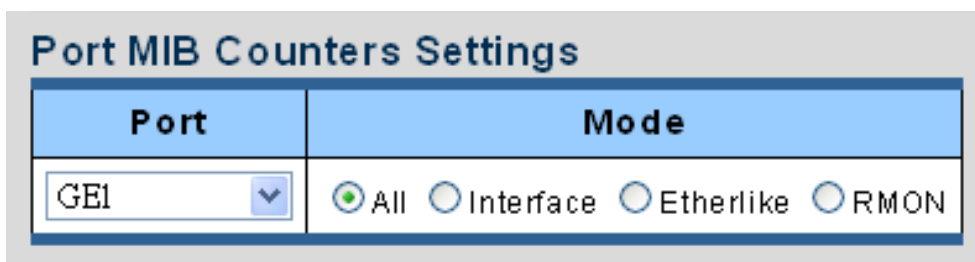 Port MIB Counters Settings
Port Mode
GE1 All Interface Etherlike RMON